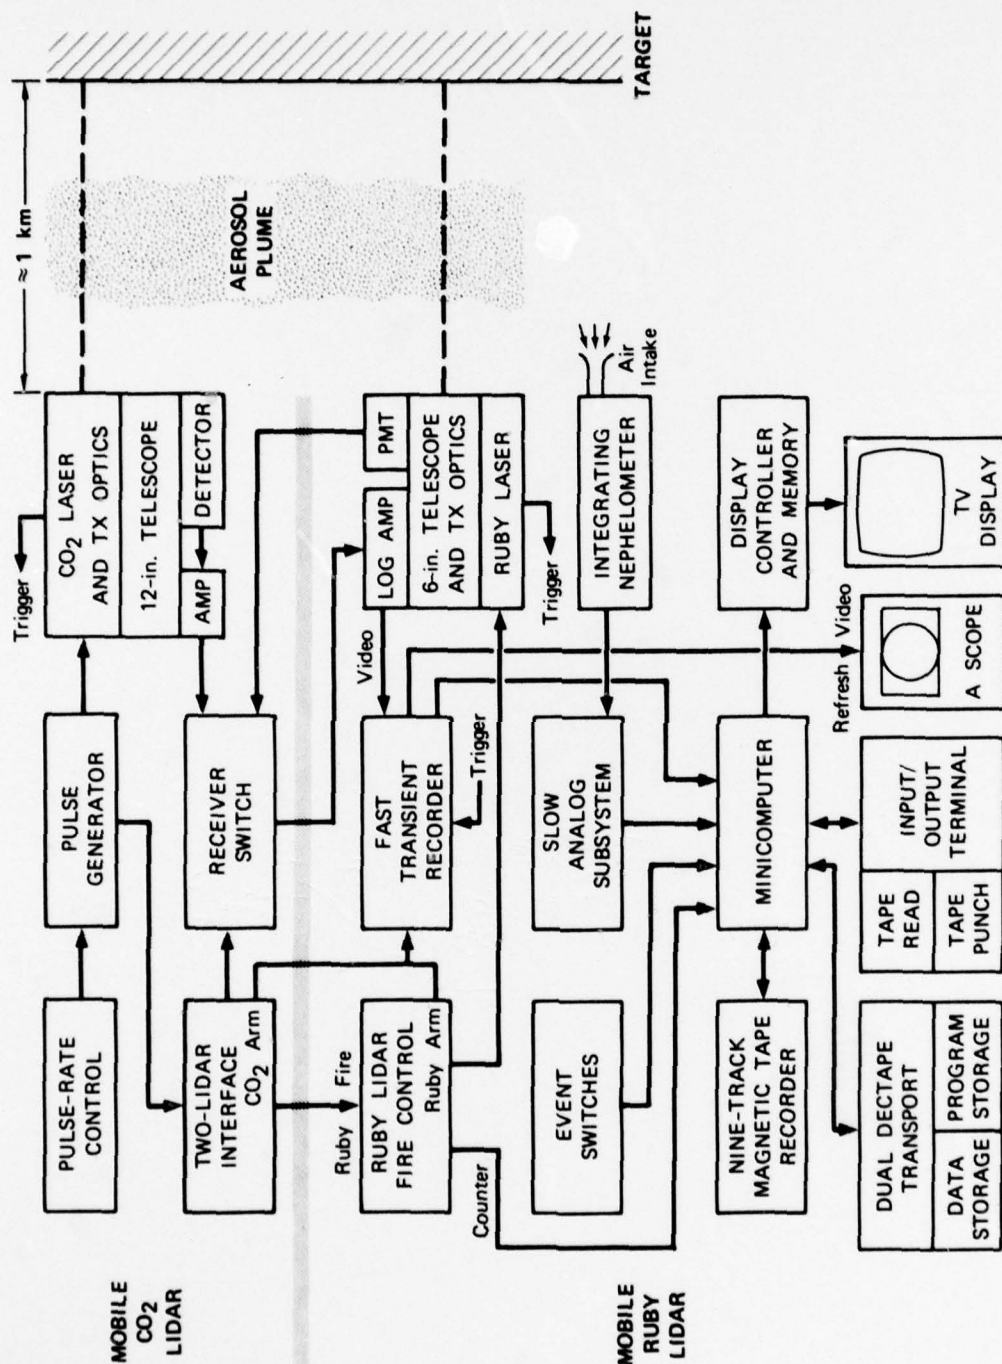 MOBILE
CO2
LIDAR
PULSE-RATE
CONTROL
PULSE
GENERATOR
Trigger
CO2 LASER
AND TX OPTICS
12-in. TELESCOPE
AMP
DETECTOR
≈ 1 km
AEROSOL
PLUME
TARGET
TWO-LIDAR
INTERFACE
CO2 Arm
RECEIVER
SWITCH
Ruby Fire
RUBY LIDAR
FIRE CONTROL
Ruby Arm
Counter
Video
FAST
TRANSIENT
RECORDER
Trigger
LOG AMP
PMT
6-in. TELESCOPE
AND TX OPTICS
RUBY LASER
Trigger
MOBILE
RUBY
LIDAR
EVENT
SWITCHES
SLOW
ANALOG
SUBSYSTEM
INTEGRATING
NEPHELOMETER
Air
Intake
NINE-TRACK
MAGNETIC TAPE
RECORDER
MINICOMPUTER
DISPLAY
CONTROLLER
AND MEMORY
DUAL DECTAPE
TRANSPORT
DATA
STORAGE
PROGRAM
STORAGE
TAPE
READ
TAPE
PUNCH
INPUT/
OUTPUT
TERMINAL
Refresh Video
A SCOPE
TV
DISPLAY